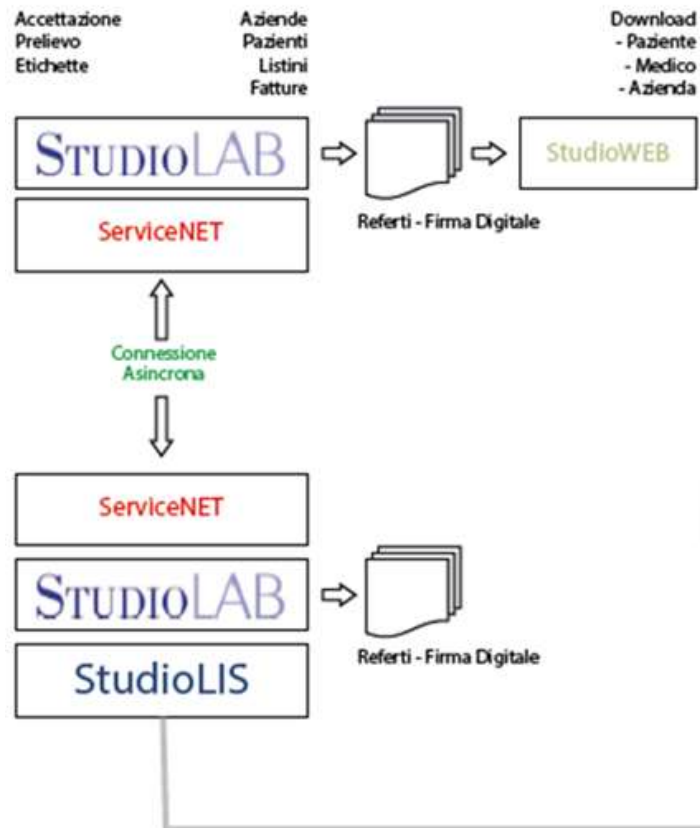 Accettazione
Prelievo
Etichette
Aziende
Pazienti
Listini
Fatture
Download
- Paziente
- Medico
- Azienda
STUDIOLAB
StudioWEB
Referti - Firma Digitale
ServiceNET
Connessione
Asincrona
ServiceNET
STUDIOLAB
Referti - Firma Digitale
StudioLIS